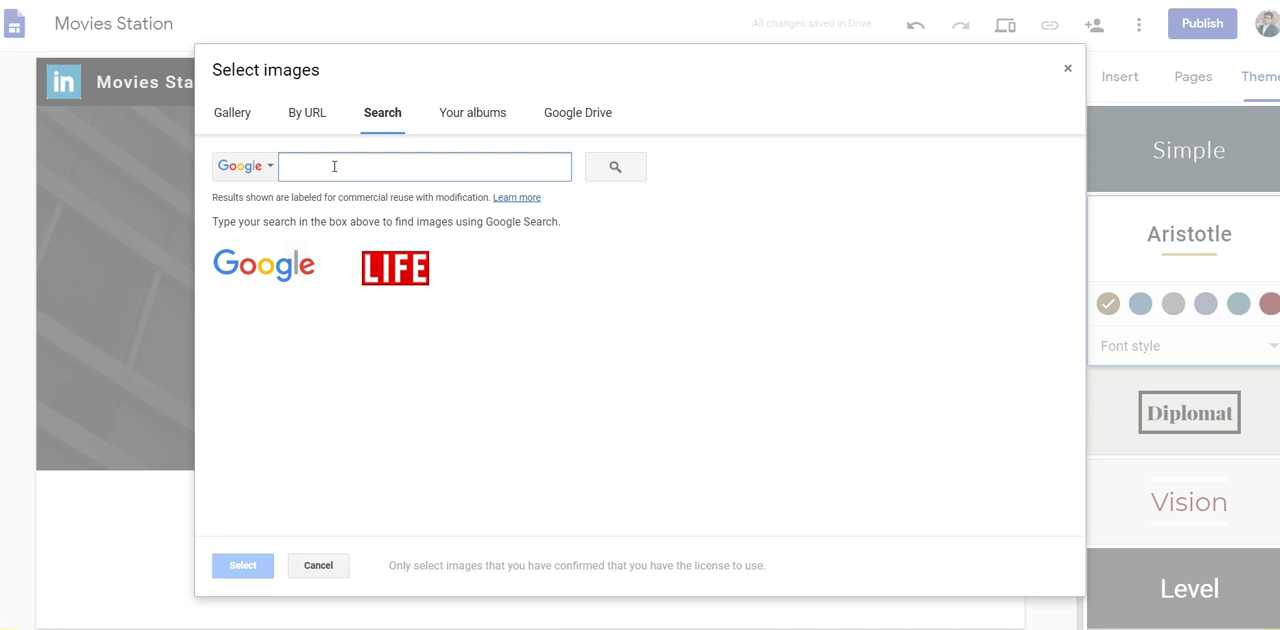 Movies Station
All changes saved in Drive
Publish
in Movies Sta
Select images
Gallery By URL Search Your albums Google Drive
Google
Results shown are labeled for commercial reuse with modification. Learn more
Type your search in the box above to find images using Google Search.
Google LIFE
Select Cancel Only select images that you have confirmed that you have the license to use.
Insert Pages Theme
Simple
Aristotle
Font style
Diplomat
Vision
Level